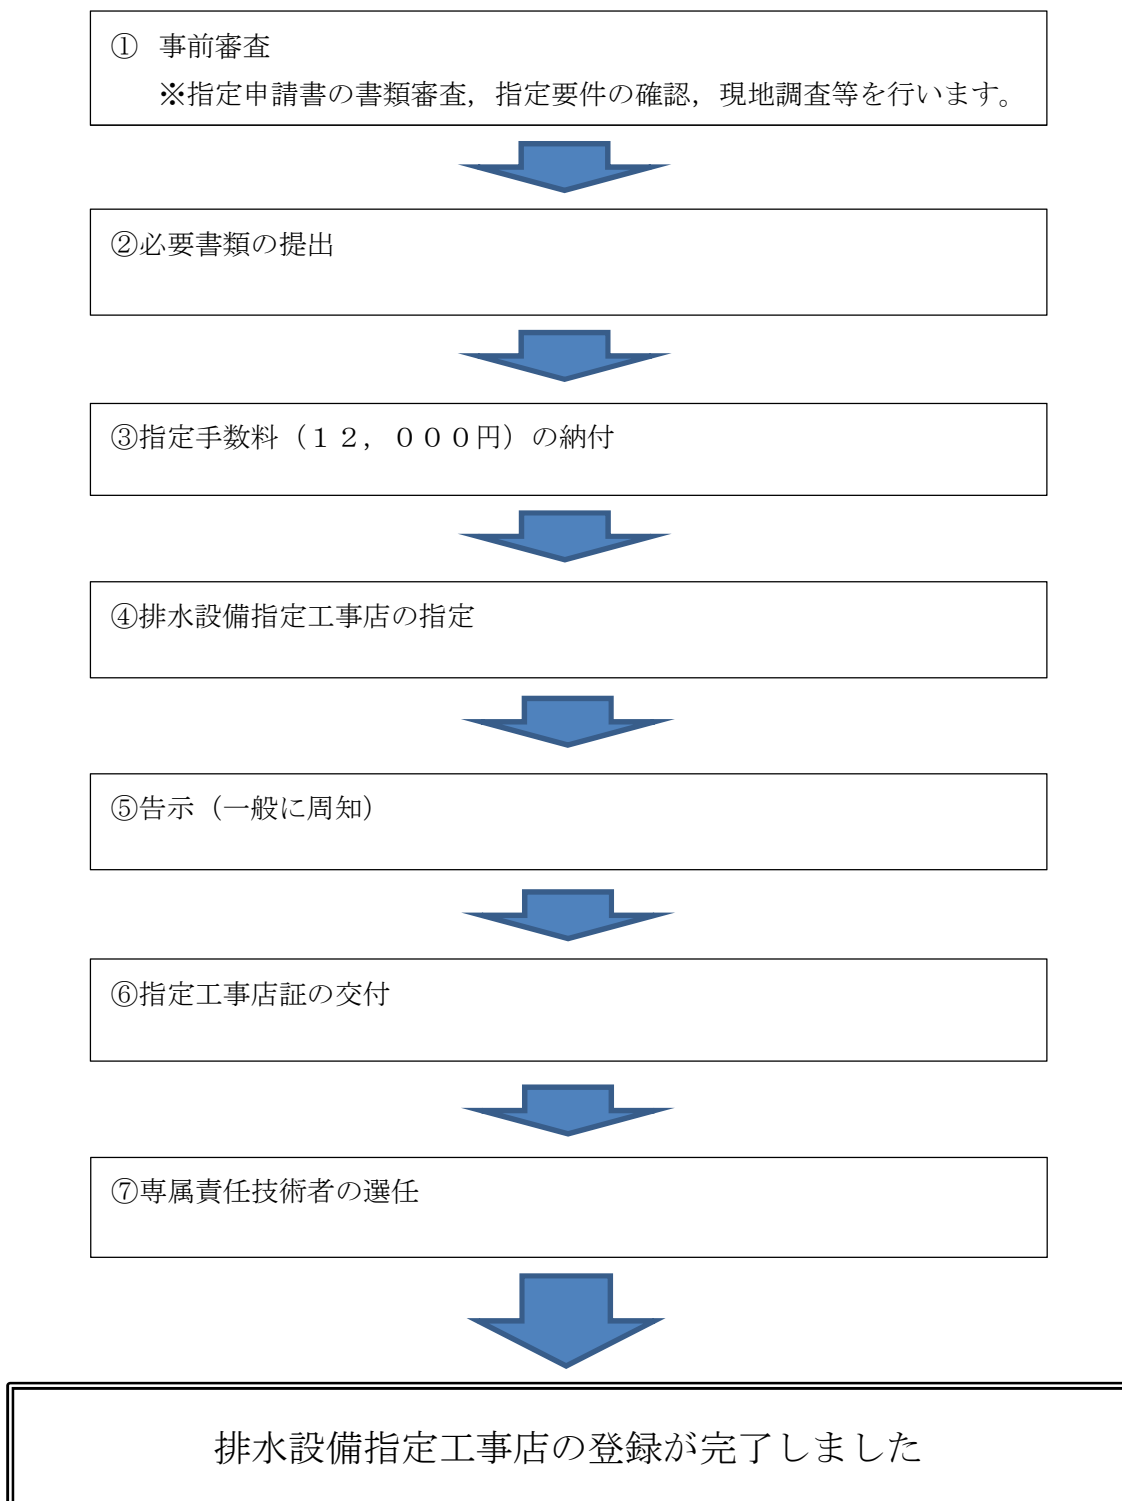 ① 事前審査
※指定申請書の書類審査，指定要件の確認，現地調査等を行います。
②必要書類の提出
③指定手数料（１２，０００円）の納付
④排水設備指定工事店の指定
⑤告示（一般に周知）
⑥指定工事店証の交付
⑦専属責任技術者の選任
排水設備指定工事店の登録が完了しました